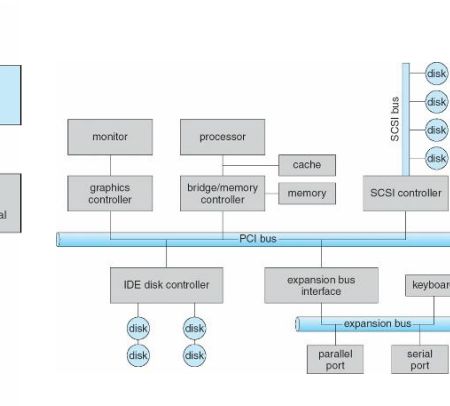 al
monitor
processor
cache
graphics
controller
bridge/memory
controller
memory
SCSI controller
SCSI bus
disk
disk
disk
disk
PCI bus
IDE disk controller
expansion bus
interface
disk
disk
disk
disk
expansion bus
parallel
port
serial
port